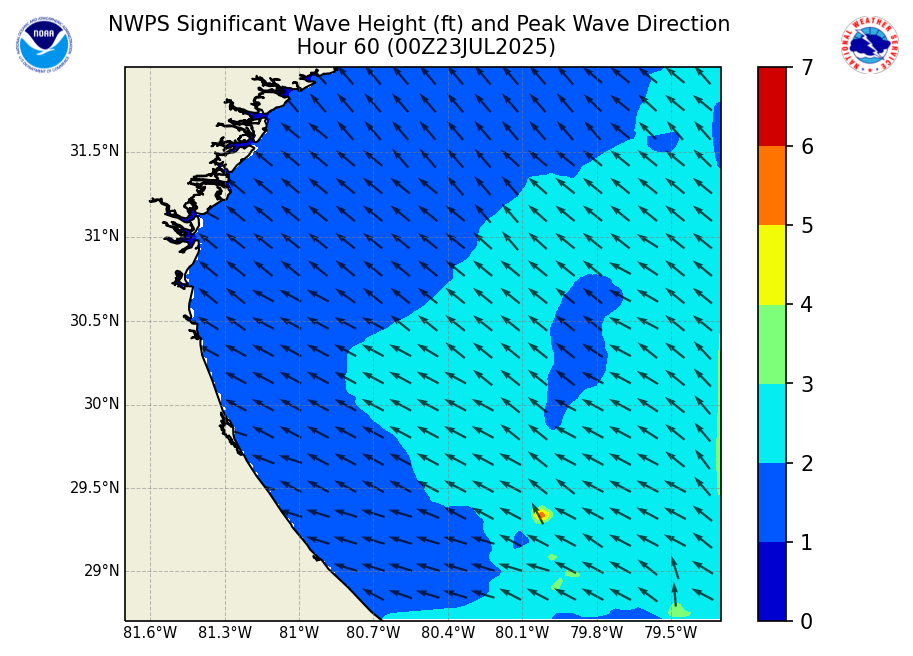 NWPS Significant Wave Height (ft) and Peak Wave Direction
Hour 60 (00Z23JUL2025)
NOAA
NATIONAL WEATHER SERVICE
31.5°N
31°N
30.5°N
30°N
29.5°N
29°N
81.6°W 81.3°W 81°W 80.7°W 80.4°W 80.1°W 79.8°W 79.5°W
7
6
5
4
3
2
1
0